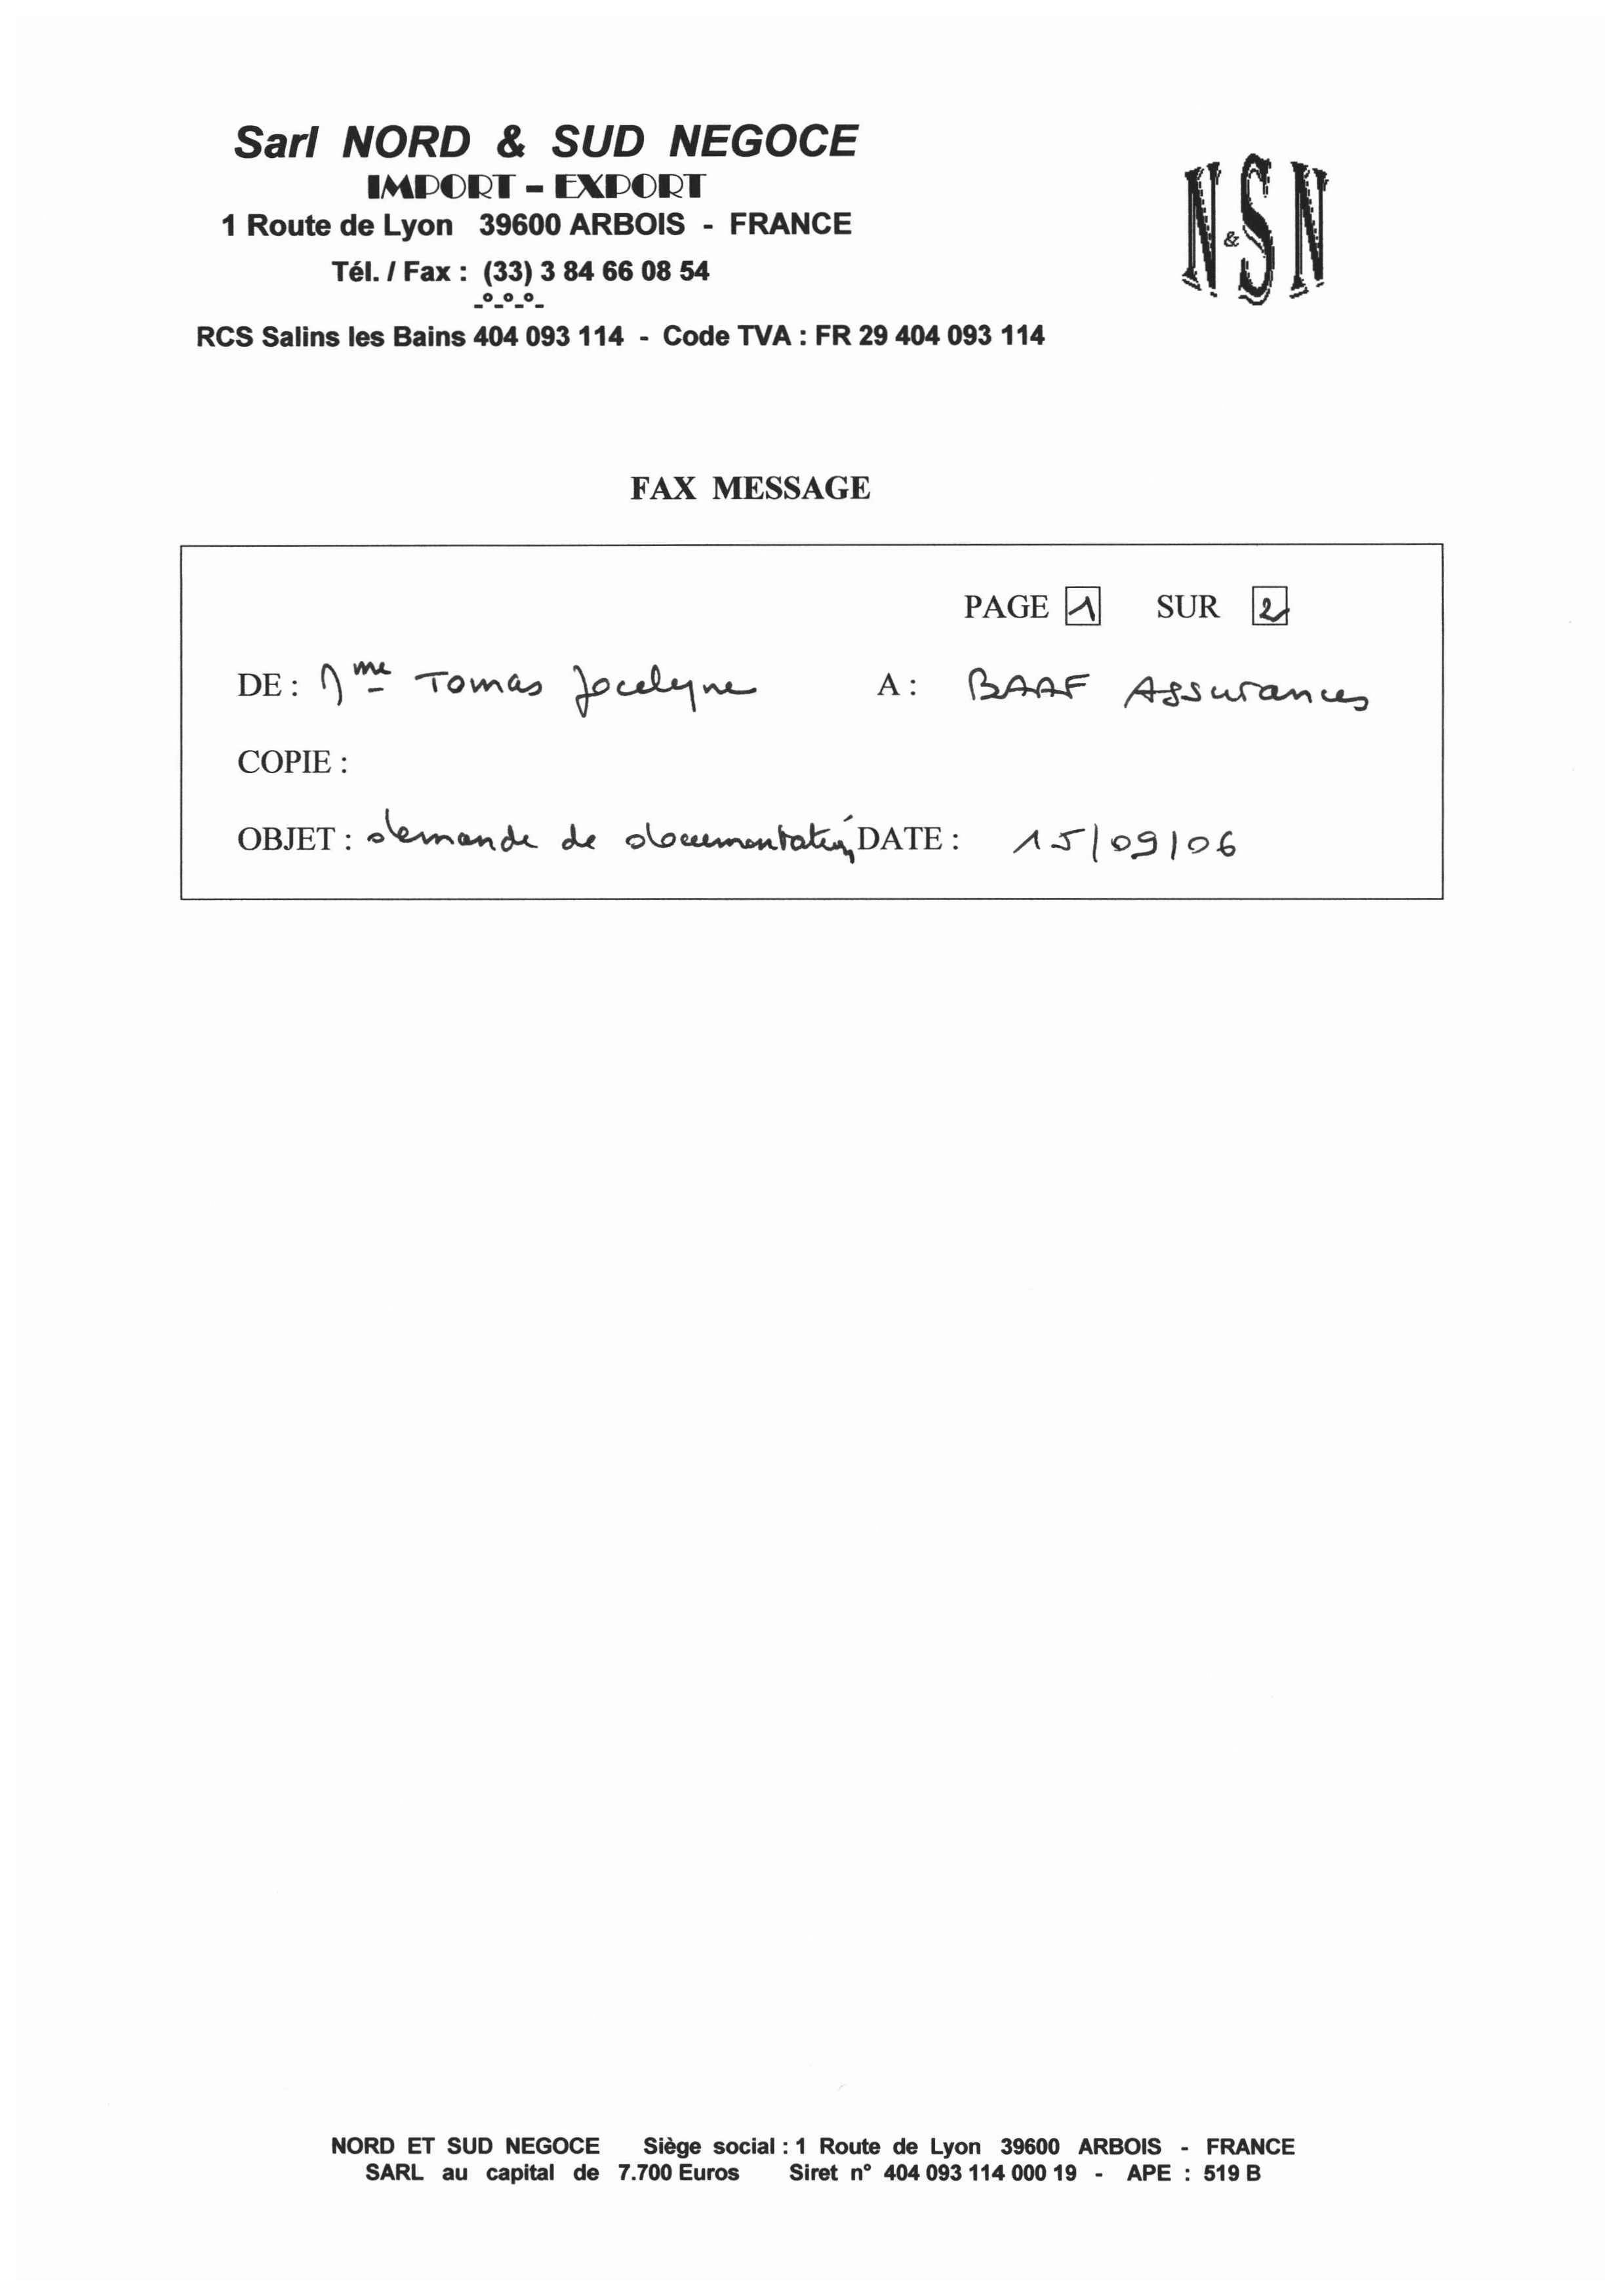 Sarl NORD & SUD NEGOCE
IMPORT - EXPORT
1 Route de Lyon 39600 ARBOIS - FRANCE
Tél. / Fax : (33) 3 84 66 08 54
-°-°-°-
RCS Salins les Bains 404 093 114 - Code TVA : FR 29 404 093 114
N&SN
FAX MESSAGE
PAGE 1 SUR 2
DE : Mme Tomas Jocelyne A : BAAF Assurances
COPIE :
OBJET : demande de documentation DATE : 15/09/06
NORD ET SUD NEGOCE Siège social : 1 Route de Lyon 39600 ARBOIS - FRANCE
SARL au capital de 7.700 Euros Siret n° 404 093 114 000 19 - APE : 519 B